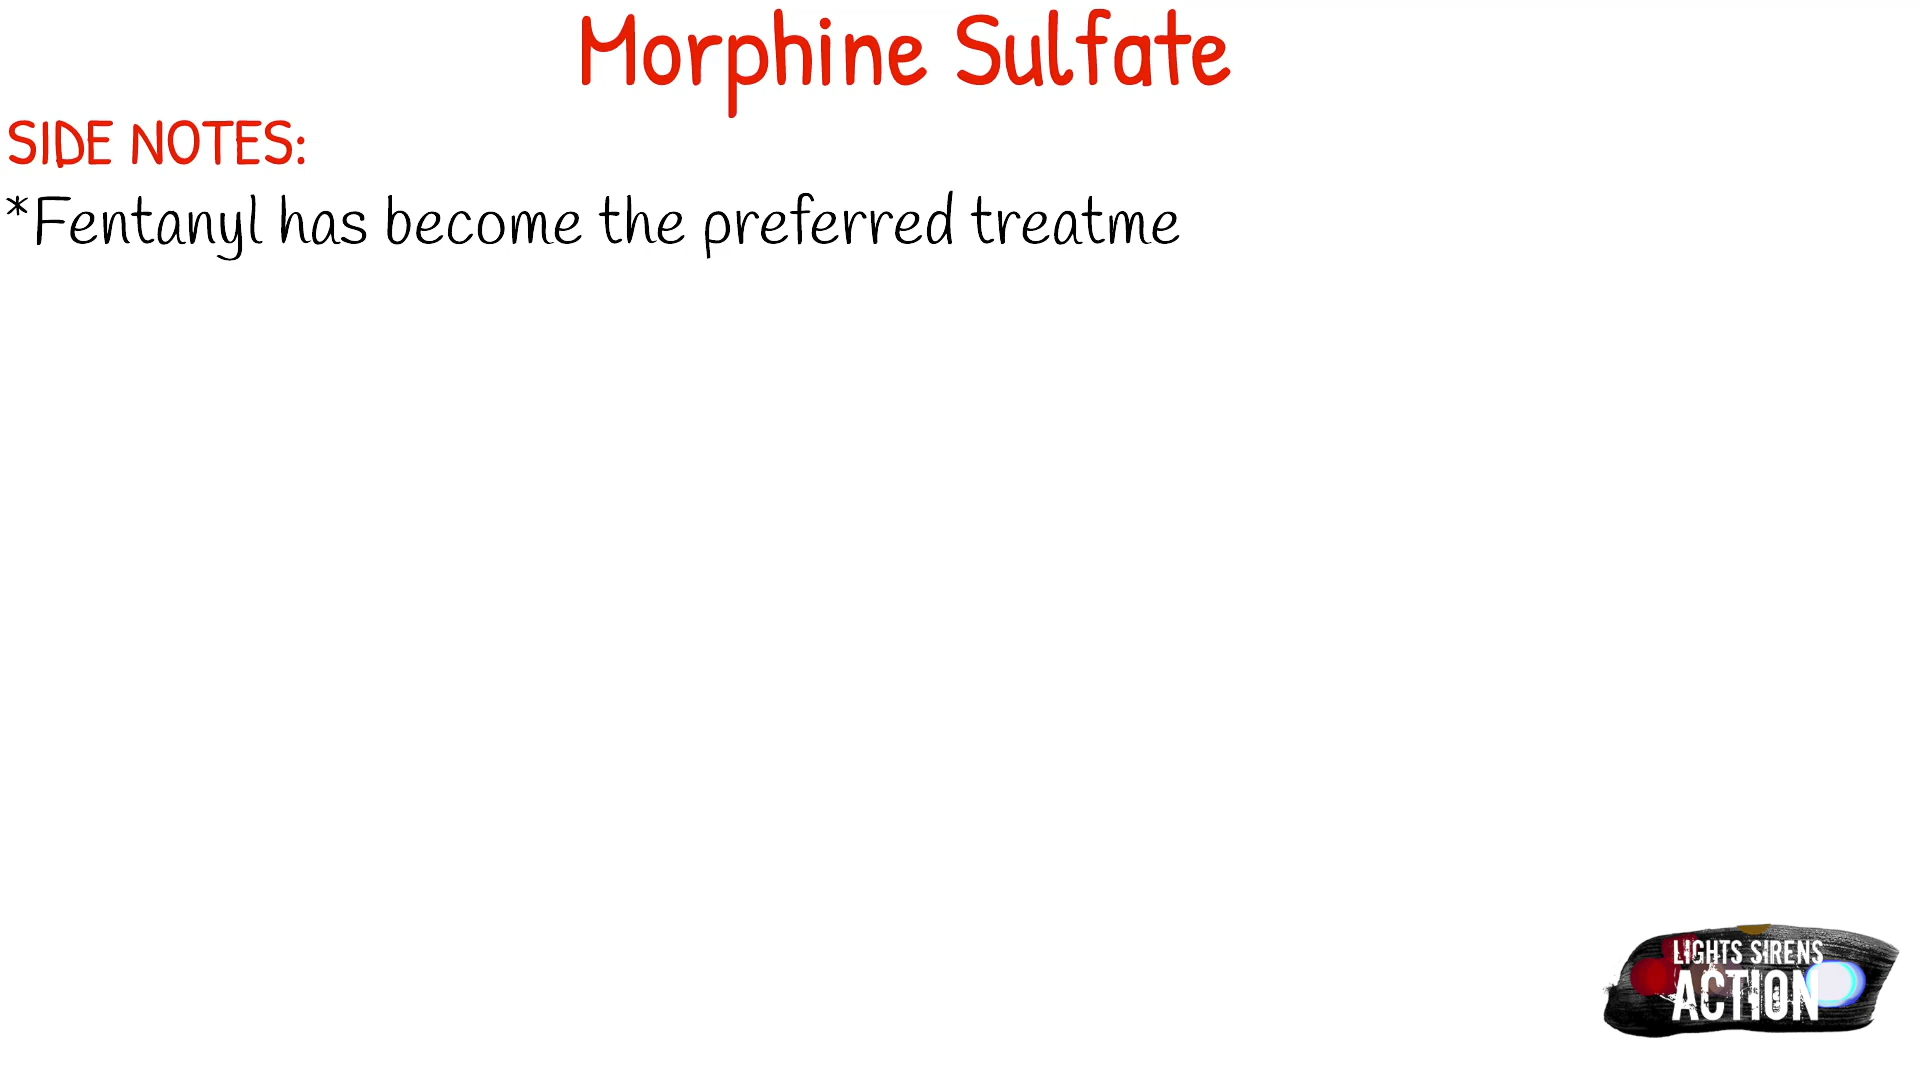 Morphine Sulfate
SIDE NOTES:
*Fentanyl has become the preferred treatme
LIGHTS SIRENS
ACTION